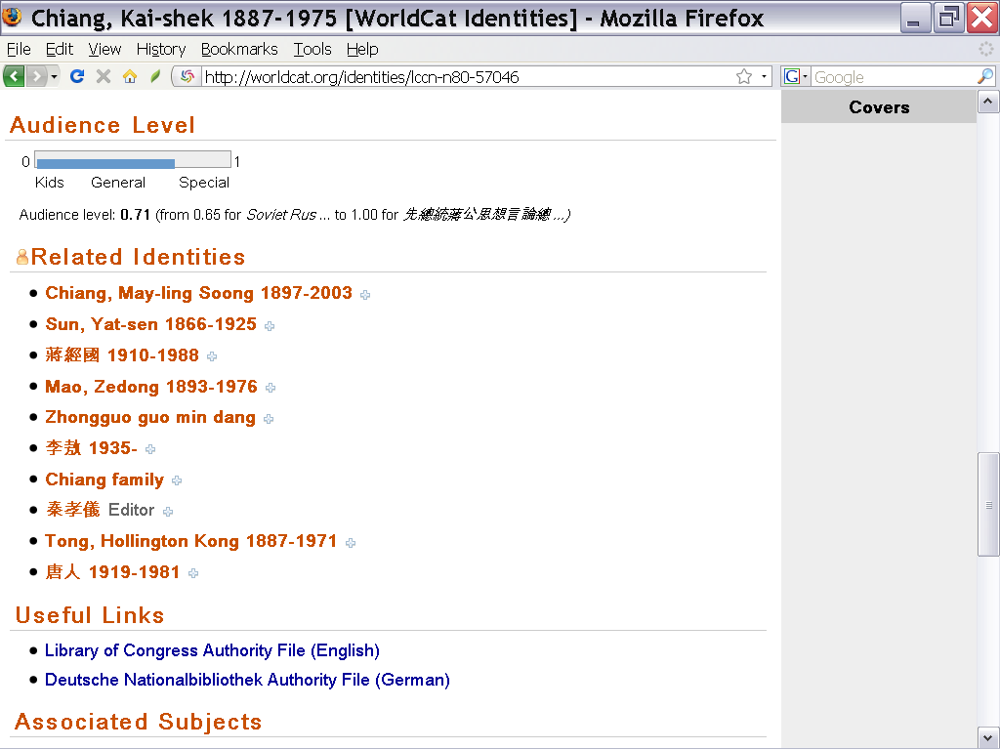 Chiang, Kai-shek 1887-1975 [WorldCat Identities] - Mozilla Firefox
File Edit View History Bookmarks Tools Help
http://worldcat.org/identities/lccn-n80-57046
G Google
Covers
Audience Level
0 1
Kids General Special
Audience level: 0.71 (from 0.65 for Soviet Rus ... to 1.00 for 先總統蔣公思想言論總 ...)
Related Identities
Chiang, May-ling Soong 1897-2003
Sun, Yat-sen 1866-1925
蔣經國 1910-1988
Mao, Zedong 1893-1976
Zhongguo guo min dang
李敖 1935-
Chiang family
秦孝儀 Editor
Tong, Hollington Kong 1887-1971
唐人 1919-1981
Useful Links
Library of Congress Authority File (English)
Deutsche Nationalbibliothek Authority File (German)
Associated Subjects